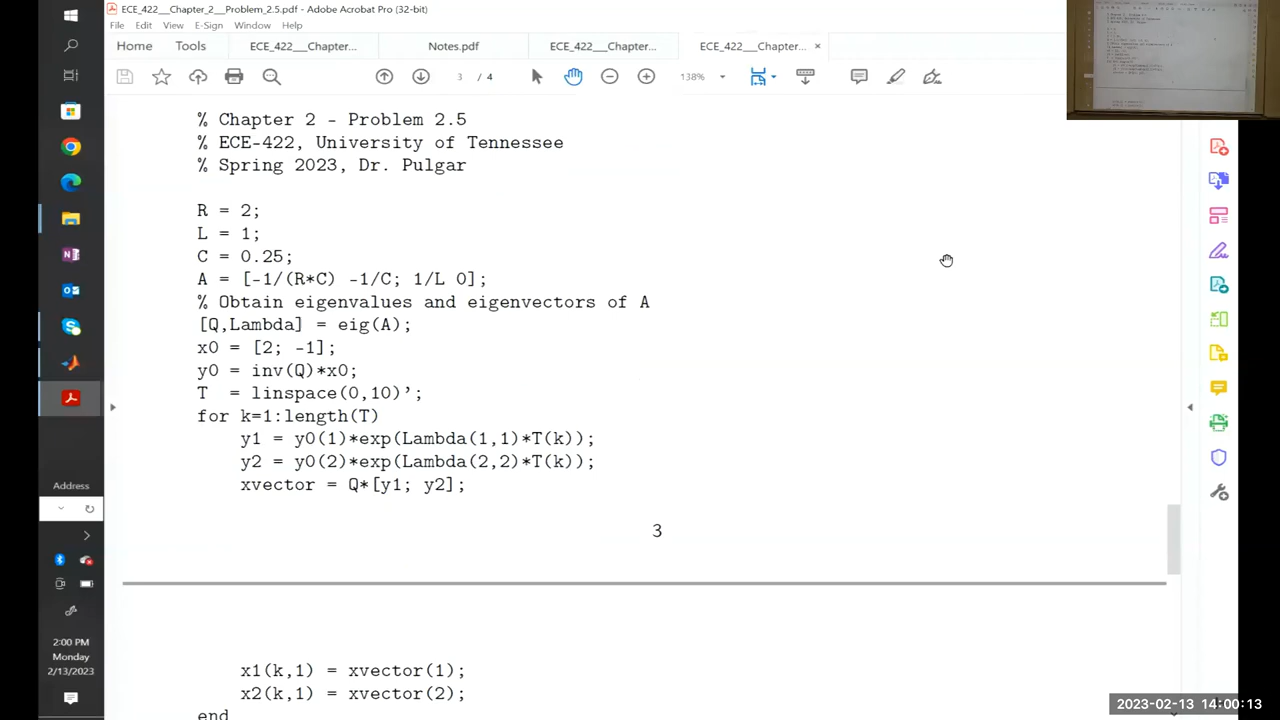 ECE_422__Chapter_2__Problem_2.5.pdf - Adobe Acrobat Pro (32-bit)
File Edit View E-Sign Window Help
Home Tools ECE_422__Chapter... Notes.pdf ECE_422__Chapter... ECE_422__Chapter... ×
3 / 4 138%
% Chapter 2 - Problem 2.5
% ECE-422, University of Tennessee
% Spring 2023, Dr. Pulgar
R = 2;
L = 1;
C = 0.25;
A = [-1/(R*C) -1/C; 1/L 0];
% Obtain eigenvalues and eigenvectors of A
[Q,Lambda] = eig(A);
x0 = [2; -1];
y0 = inv(Q)*x0;
T = linspace(0,10)’;
for k=1:length(T)
y1 = y0(1)*exp(Lambda(1,1)*T(k));
y2 = y0(2)*exp(Lambda(2,2)*T(k));
xvector = Q*[y1; y2];
3
x1(k,1) = xvector(1);
x2(k,1) = xvector(2);
end
Address
2:00 PM
Monday
2/13/2023
2023-02-13 14:00:13